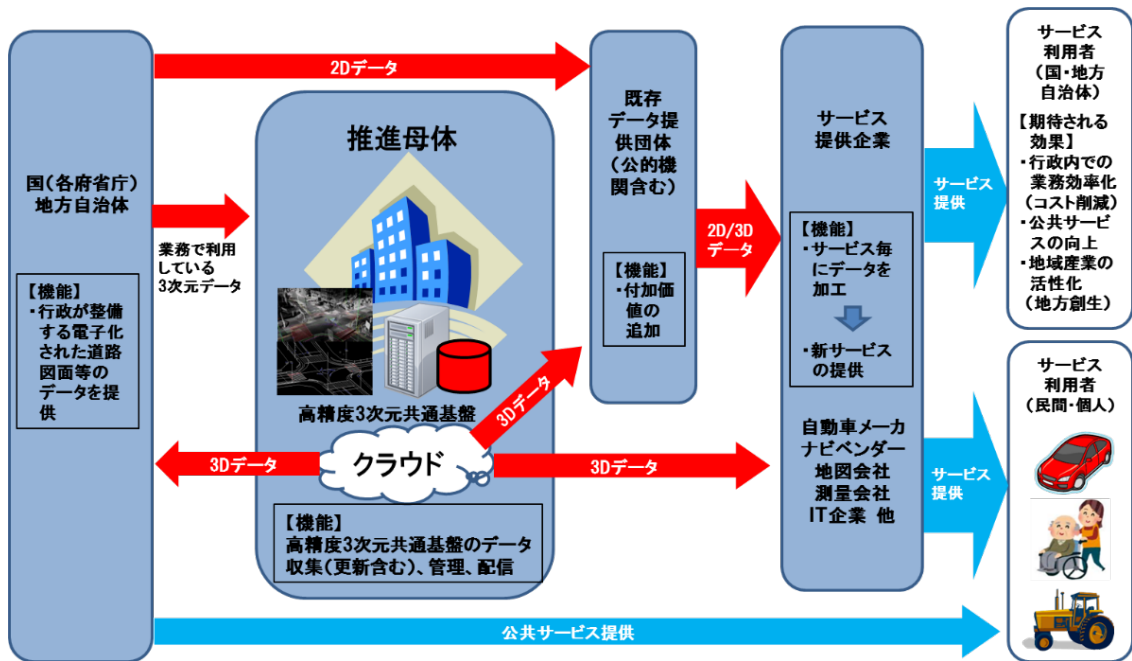 国(各府省庁)
地方自治体
【機能】
・行政が整備
する電子化
された道路
図面等の
データを提
供
2Dデータ
業務で利用
している
3次元データ
推進母体
高精度3次元共通基盤
クラウド
3Dデータ
3Dデータ
3Dデータ
【機能】
高精度3次元共通基盤のデータ
収集(更新含む)、管理、配信
既存
データ提
供団体
(公的機
関含む)
【機能】
・付加価
値の
追加
2D/3D
データ
サービス
提供企業
【機能】
・サービス毎
にデータを
加工
・新サービス
の提供
自動車メーカ
ナビベンダー
地図会社
測量会社
IT企業 他
サービス
提供
サービス
提供
サービス
利用者
(国・地方
自治体)
【期待される
効果】
・行政内での
業務効率化
(コスト削減)
・公共サービ
スの向上
・地域産業の
活性化
(地方創生)
サービス
利用者
(民間・個人)
公共サービス提供